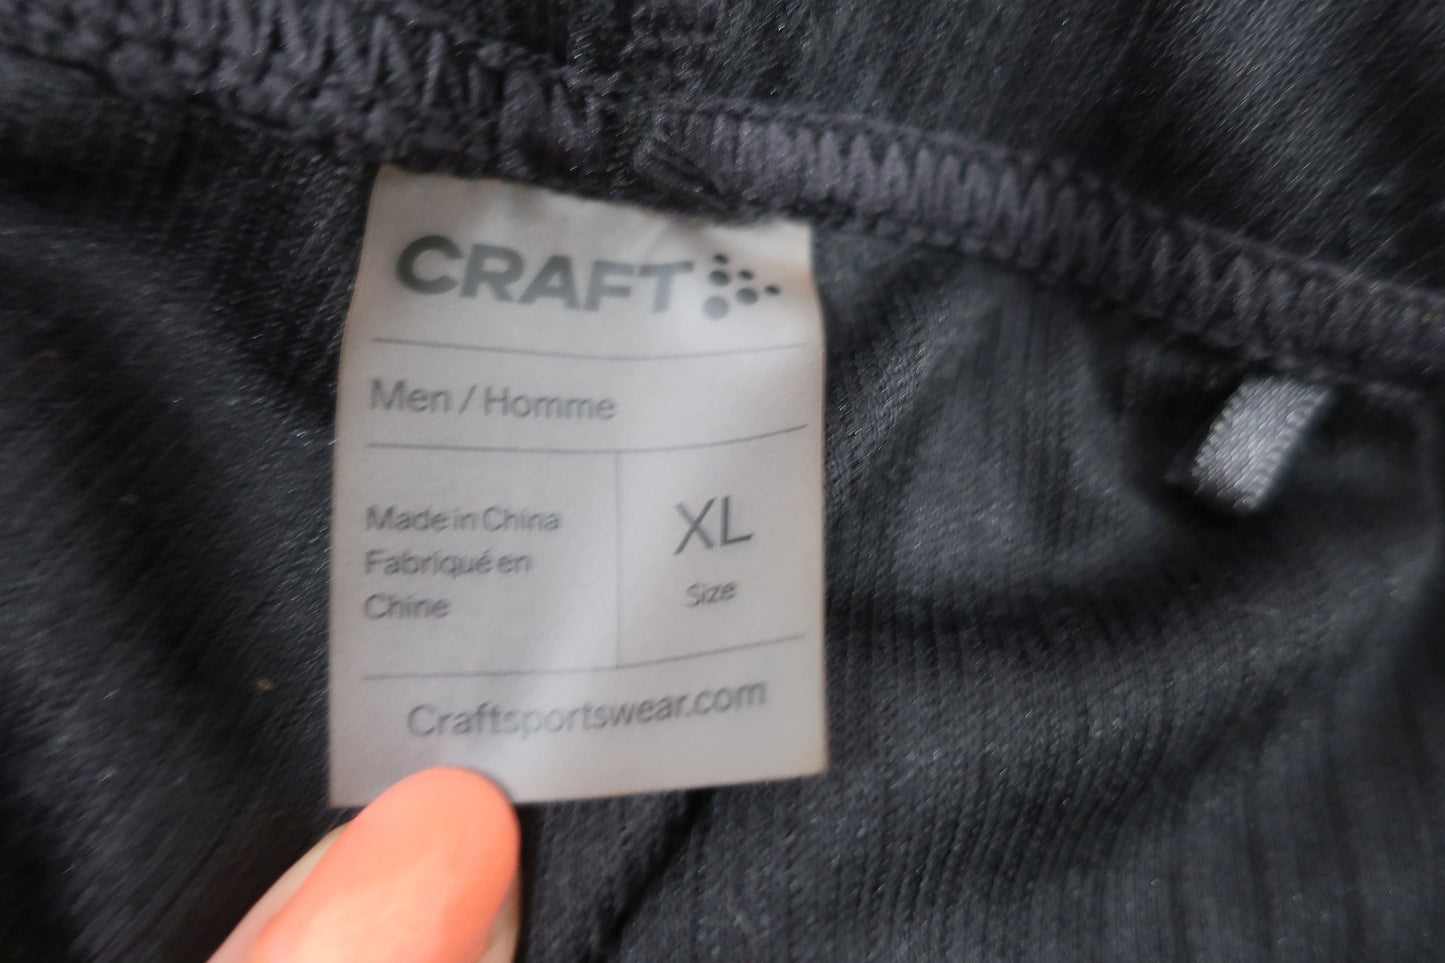 CRAFT
Men / Homme
Made in China
Fabriqué en
Chine
XL
Size
Craftsportswear.com